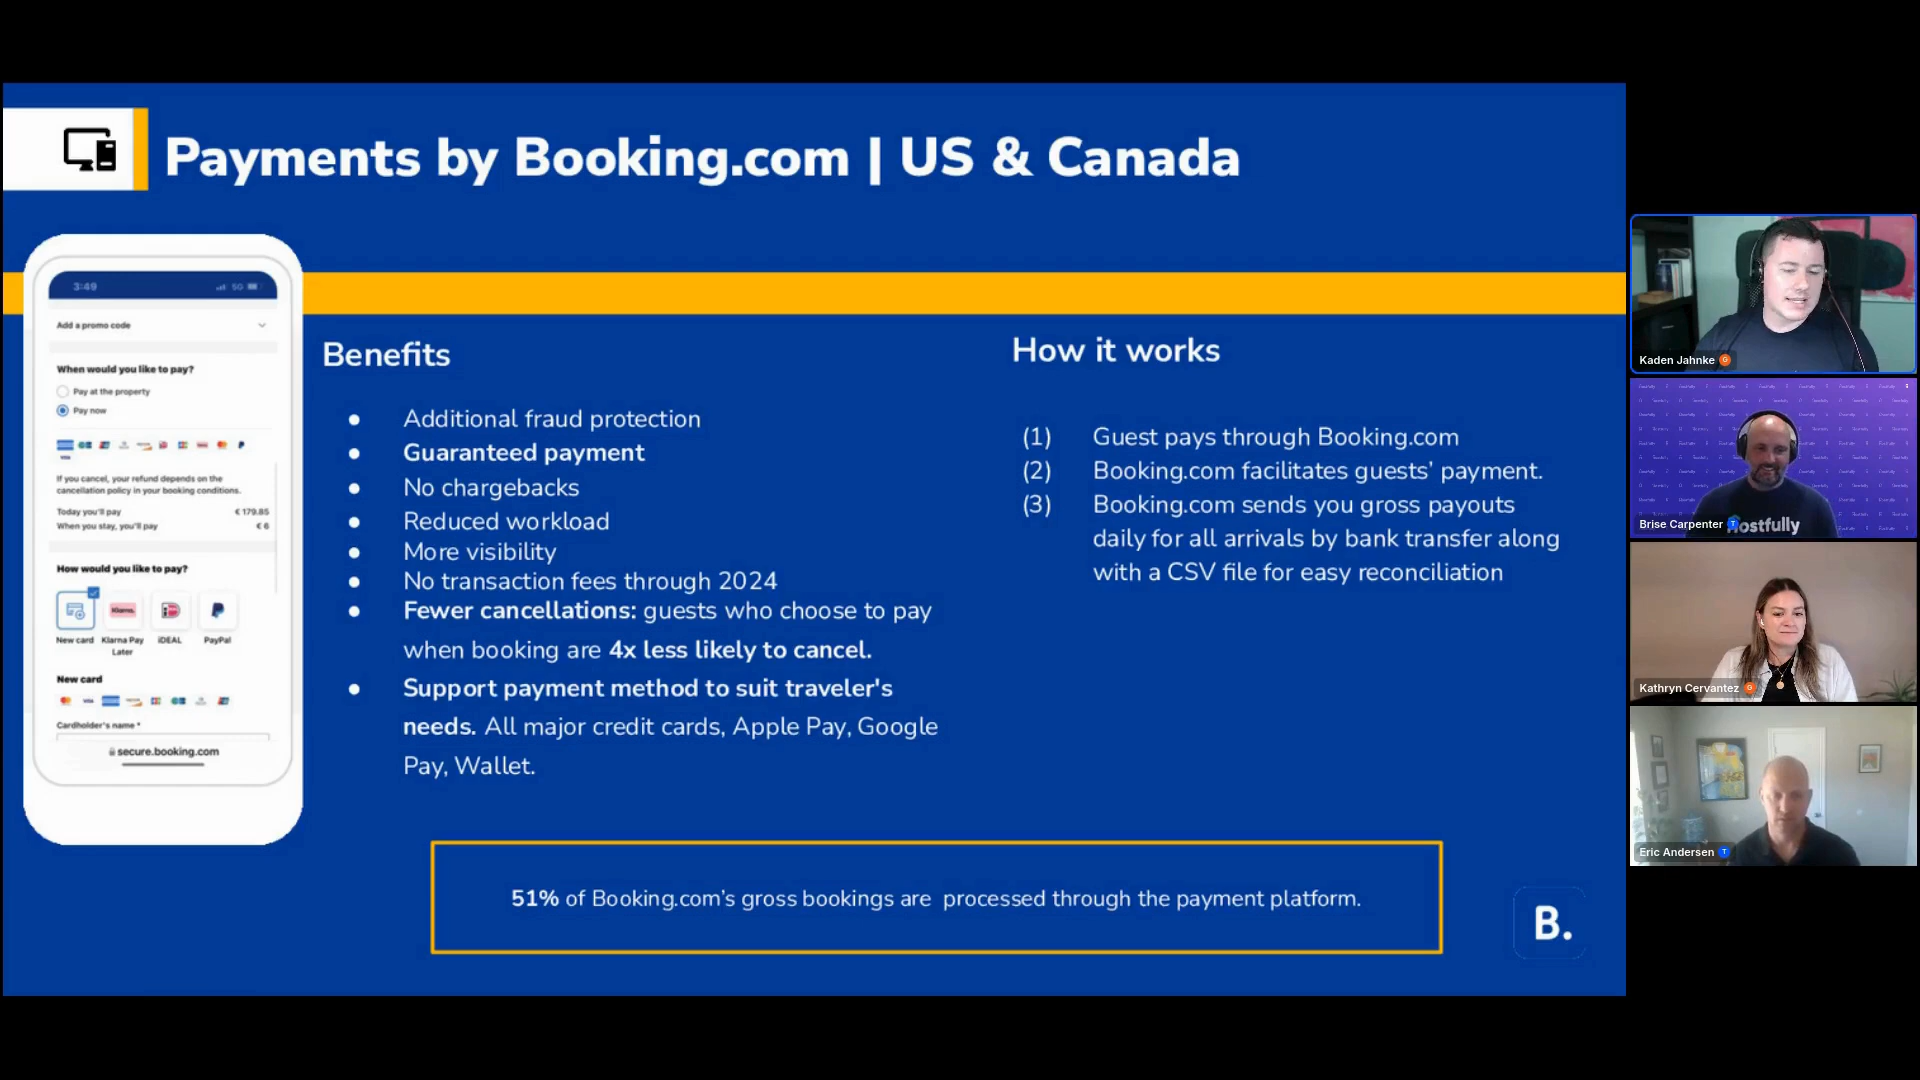 Payments by Booking.com | US & Canada
3:49
5G
Add a promo code
When would you like to pay?
Pay at the property
Pay now
If you cancel, your refund depends on the
cancellation policy in your booking conditions.
Today you'll pay € 179.85
When you stay, you'll pay € 6
How would you like to pay?
Klarna.
New card Klarna Pay Later iDEAL PayPal
New card
Cardholder's name *
secure.booking.com
Benefits
● Additional fraud protection
● Guaranteed payment
● No chargebacks
● Reduced workload
● More visibility
● No transaction fees through 2024
● Fewer cancellations: guests who choose to pay
when booking are 4x less likely to cancel.
● Support payment method to suit traveler's
needs. All major credit cards, Apple Pay, Google
Pay, Wallet.
How it works
(1) Guest pays through Booking.com
(2) Booking.com facilitates guests' payment.
(3) Booking.com sends you gross payouts
daily for all arrivals by bank transfer along
with a CSV file for easy reconciliation
51% of Booking.com's gross bookings are processed through the payment platform.
B.
Kaden Jahnke G
Brise Carpenter T
Hostfully
Kathryn Cervantez G
Eric Andersen T